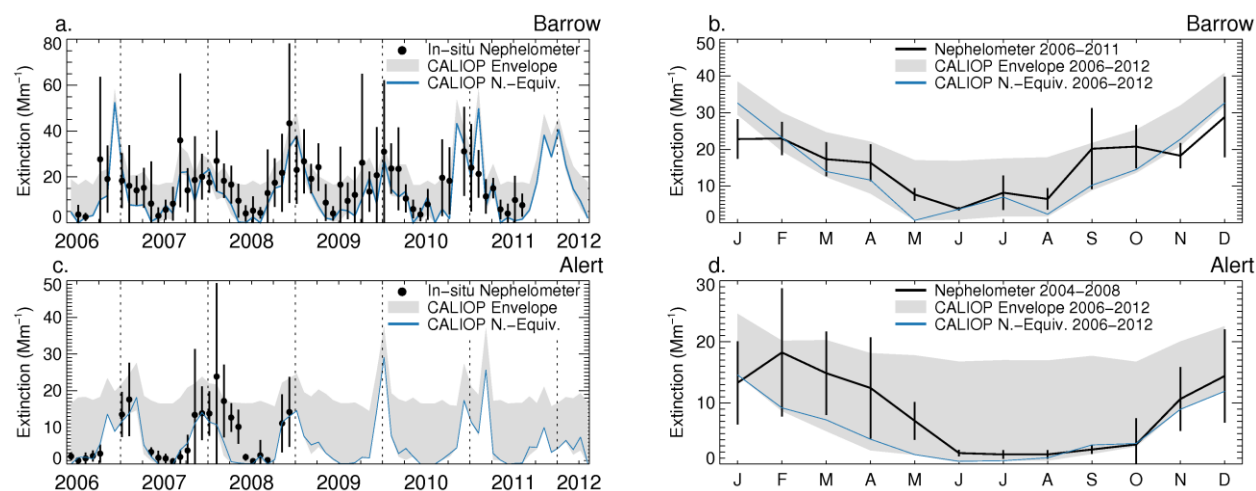 a. Barrow
In-situ Nephelometer
CALIOP Envelope
CALIOP N.-Equiv.
Extinction (Mm⁻¹)
80
60
40
20
0
2006 2007 2008 2009 2010 2011 2012
b. Barrow
Nephelometer 2006-2011
CALIOP Envelope 2006-2012
CALIOP N.-Equiv. 2006-2012
Extinction (Mm⁻¹)
50
40
30
20
10
0
J F M A M J J A S O N D
c. Alert
In-situ Nephelometer
CALIOP Envelope
CALIOP N.-Equiv.
Extinction (Mm⁻¹)
50
40
30
20
10
0
2006 2007 2008 2009 2010 2011 2012
d. Alert
Nephelometer 2004-2008
CALIOP Envelope 2006-2012
CALIOP N.-Equiv. 2006-2012
Extinction (Mm⁻¹)
30
20
10
0
J F M A M J J A S O N D